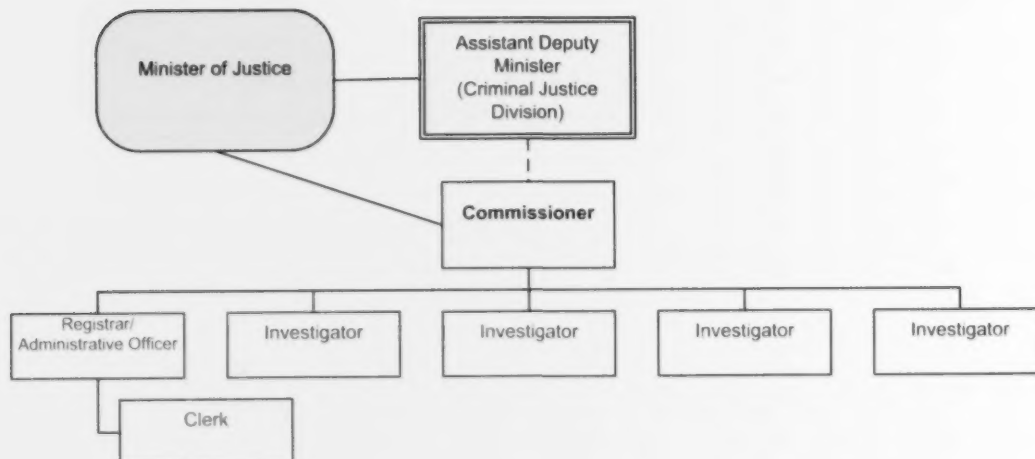 Minister of Justice
Assistant Deputy
Minister
(Criminal Justice
Division)
Commissioner
Registrar/
Administrative Officer
Investigator
Investigator
Investigator
Investigator
Clerk